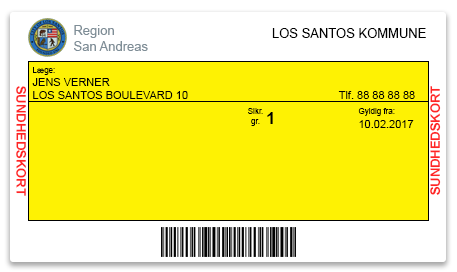 Region
San Andreas
LOS SANTOS KOMMUNE
Læge:
JENS VERNER
LOS SANTOS BOULEVARD 10
Tlf. 88 88 88 88
Sikr.
gr. 1
Gyldig fra:
10.02.2017
SUNDHEDSKORT
SUNDHEDSKORT